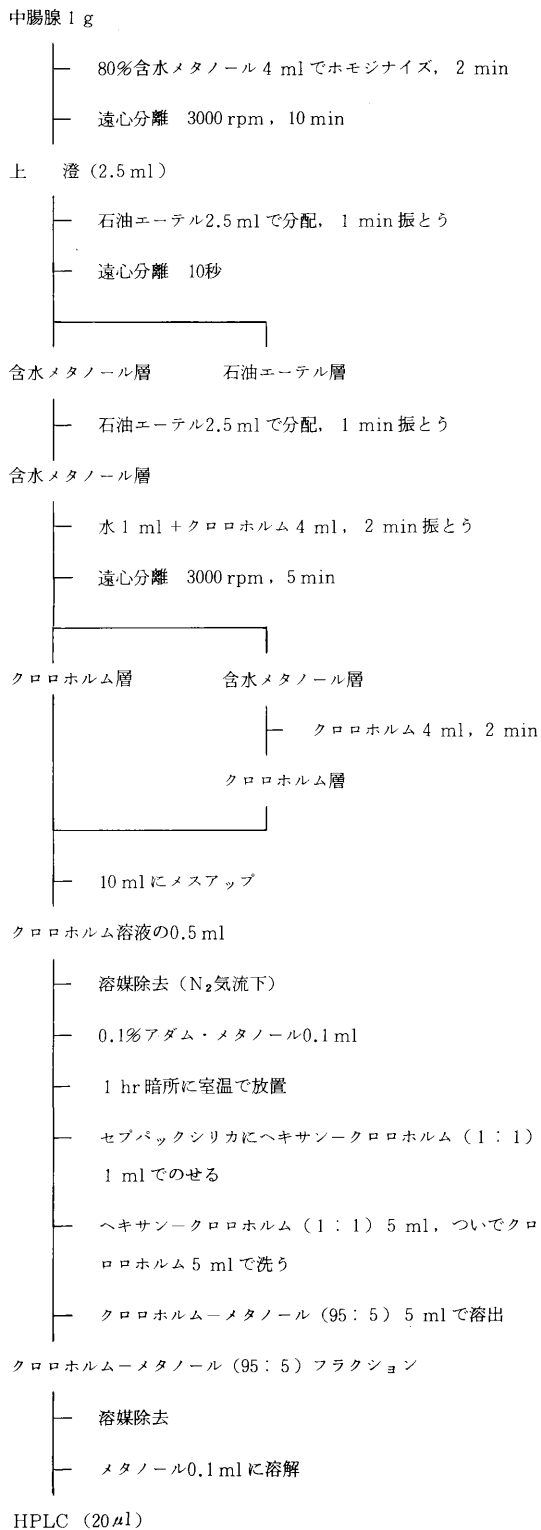 中腸腺 1 g
80%含水メタノール 4 ml でホモジナイズ, 2 min
遠心分離 3000 rpm, 10 min
上 澄 (2.5 ml)
石油エーテル2.5 ml で分配, 1 min 振とう
遠心分離 10秒
含水メタノール層 石油エーテル層
石油エーテル2.5 ml で分配, 1 min 振とう
含水メタノール層
水 1 ml + クロロホルム 4 ml, 2 min 振とう
遠心分離 3000 rpm, 5 min
クロロホルム層 含水メタノール層
クロロホルム 4 ml, 2 min
クロロホルム層
10 ml にメスアップ
クロロホルム溶液の0.5 ml
溶媒除去 (N₂気流下)
0.1%アダム・メタノール0.1 ml
1 hr 暗所に室温で放置
セプパックシリカにヘキサン−クロロホルム (1 : 1)
1 ml でのせる
ヘキサン−クロロホルム (1 : 1) 5 ml, ついでクロ
ロホルム 5 ml で洗う
クロロホルム−メタノール (95 : 5) 5 ml で溶出
クロロホルム−メタノール (95 : 5) フラクション
溶媒除去
メタノール0.1 ml に溶解
HPLC (20μl)